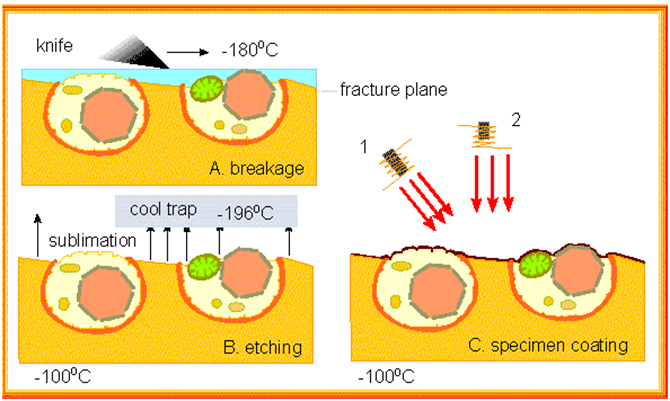 knife
-180⁰C
fracture plane
A. breakage
cool trap
-196⁰C
sublimation
B. etching
-100⁰C
1
2
C. specimen coating
-100⁰C